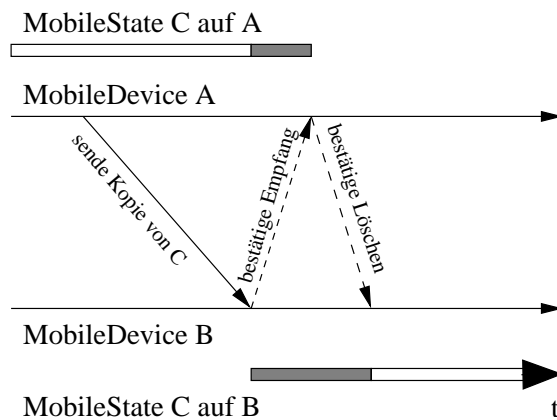 MobileState C auf A
MobileDevice A
sende Kopie von C
bestätige Empfang
bestätige Löschen
MobileDevice B
MobileState C auf B
t